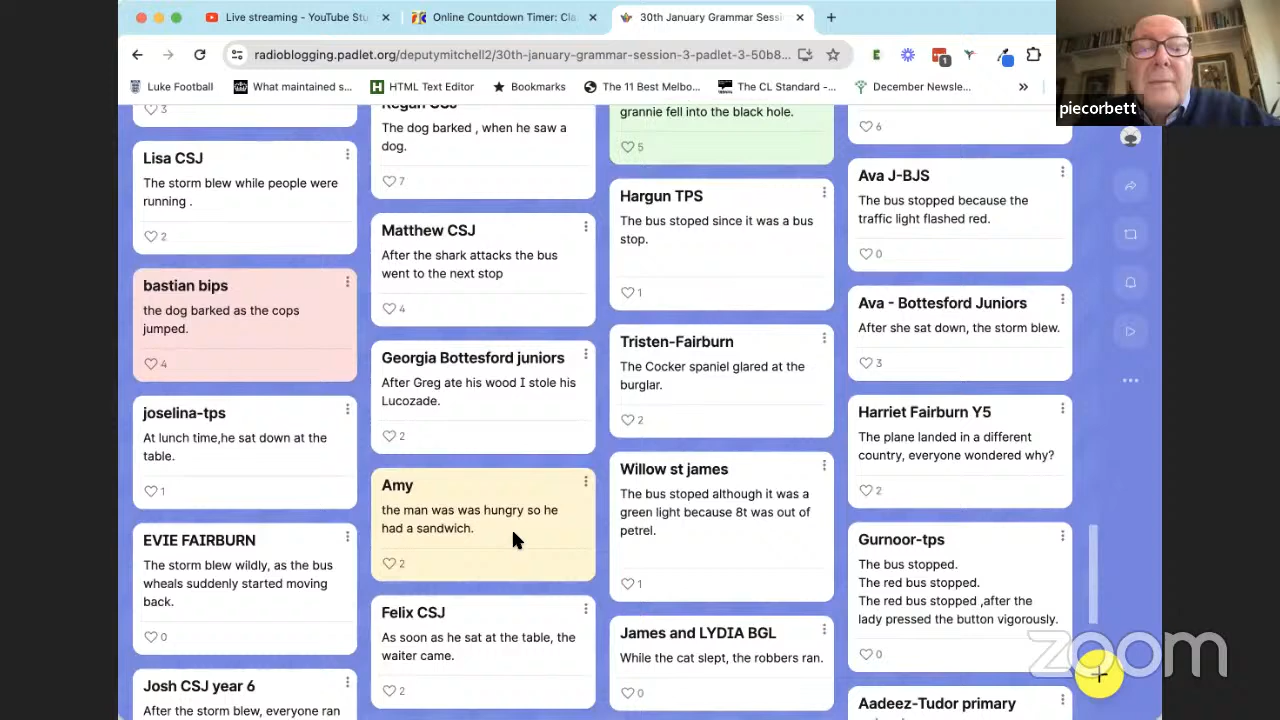 Live streaming - YouTube Stu
Online Countdown Timer: Cla
30th January Grammar Sessi
radioblogging.padlet.org/deputymitchell2/30th-january-grammar-session-3-padlet-3-50b8...
1
Luke Football
What maintained s...
HTML Text Editor
Bookmarks
The 11 Best Melbo...
The CL Standard -...
December Newsle...
»
piecorbett
3
Lisa CSJ
The storm blew while people were
running .
2
bastian bips
the dog barked as the cops
jumped.
4
joselina-tps
At lunch time,he sat down at the
table.
1
EVIE FAIRBURN
The storm blew wildly, as the bus
wheals suddenly started moving
back.
0
Josh CSJ year 6
After the storm blew, everyone ran
Regan CSJ
The dog barked , when he saw a
dog.
7
Matthew CSJ
After the shark attacks the bus
went to the next stop
4
Georgia Bottesford juniors
After Greg ate his wood I stole his
Lucozade.
2
Amy
the man was was hungry so he
had a sandwich.
2
Felix CSJ
As soon as he sat at the table, the
waiter came.
2
grannie fell into the black hole.
5
Hargun TPS
The bus stoped since it was a bus
stop.
1
Tristen-Fairburn
The Cocker spaniel glared at the
burglar.
2
Willow st james
The bus stoped although it was a
green light because 8t was out of
petrel.
1
James and LYDIA BGL
While the cat slept, the robbers ran.
0
6
Ava J-BJS
The bus stopped because the
traffic light flashed red.
0
Ava - Bottesford Juniors
After she sat down, the storm blew.
3
Harriet Fairburn Y5
The plane landed in a different
country, everyone wondered why?
2
Gurnoor-tps
The bus stopped.
The red bus stopped.
The red bus stopped ,after the
lady pressed the button vigorously.
0
Aadeez-Tudor primary
zoom